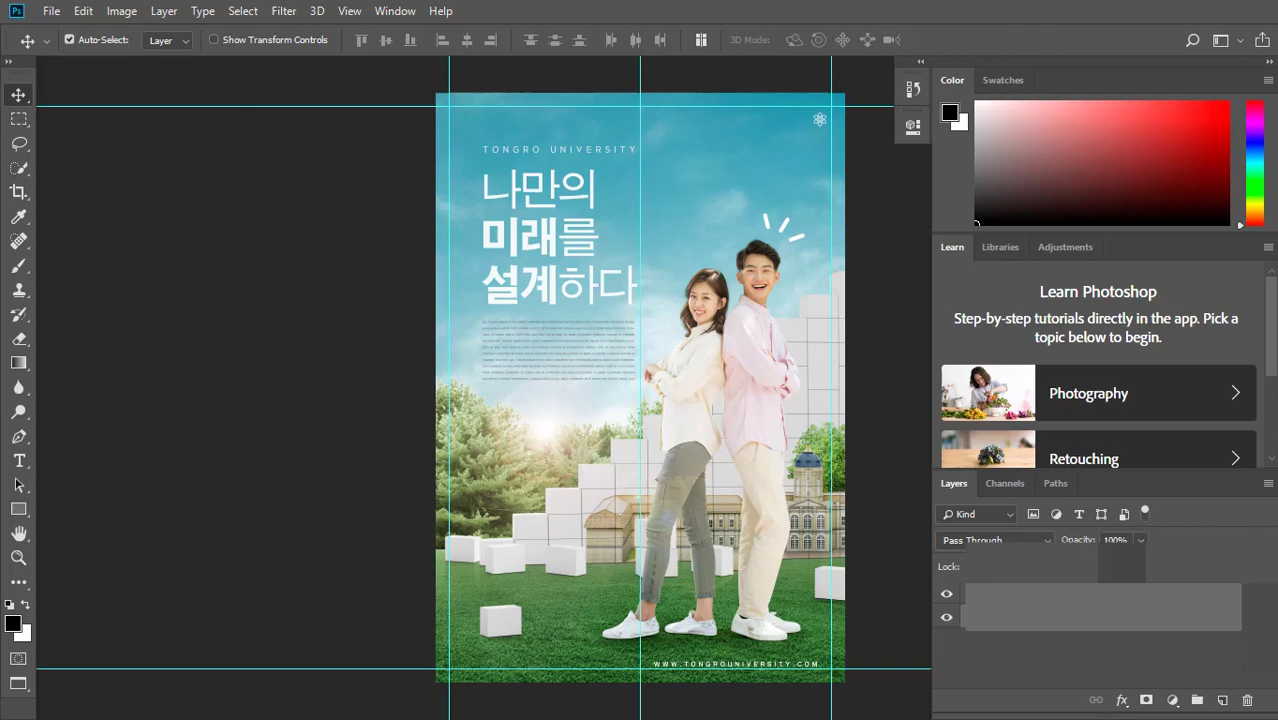 Ps File Edit Image Layer Type Select Filter 3D View Window Help
Auto-Select: Layer Show Transform Controls 3D Mode:
Color Swatches
TONGRO UNIVERSITY
나만의
미래를
설계하다
WWW.TONGROUNIVERSITY.COM
Learn Libraries Adjustments
Learn Photoshop
Step-by-step tutorials directly in the app. Pick a
topic below to begin.
Photography
Retouching
Layers Channels Paths
Kind
Pass Through Opacity: 100%
Lock: